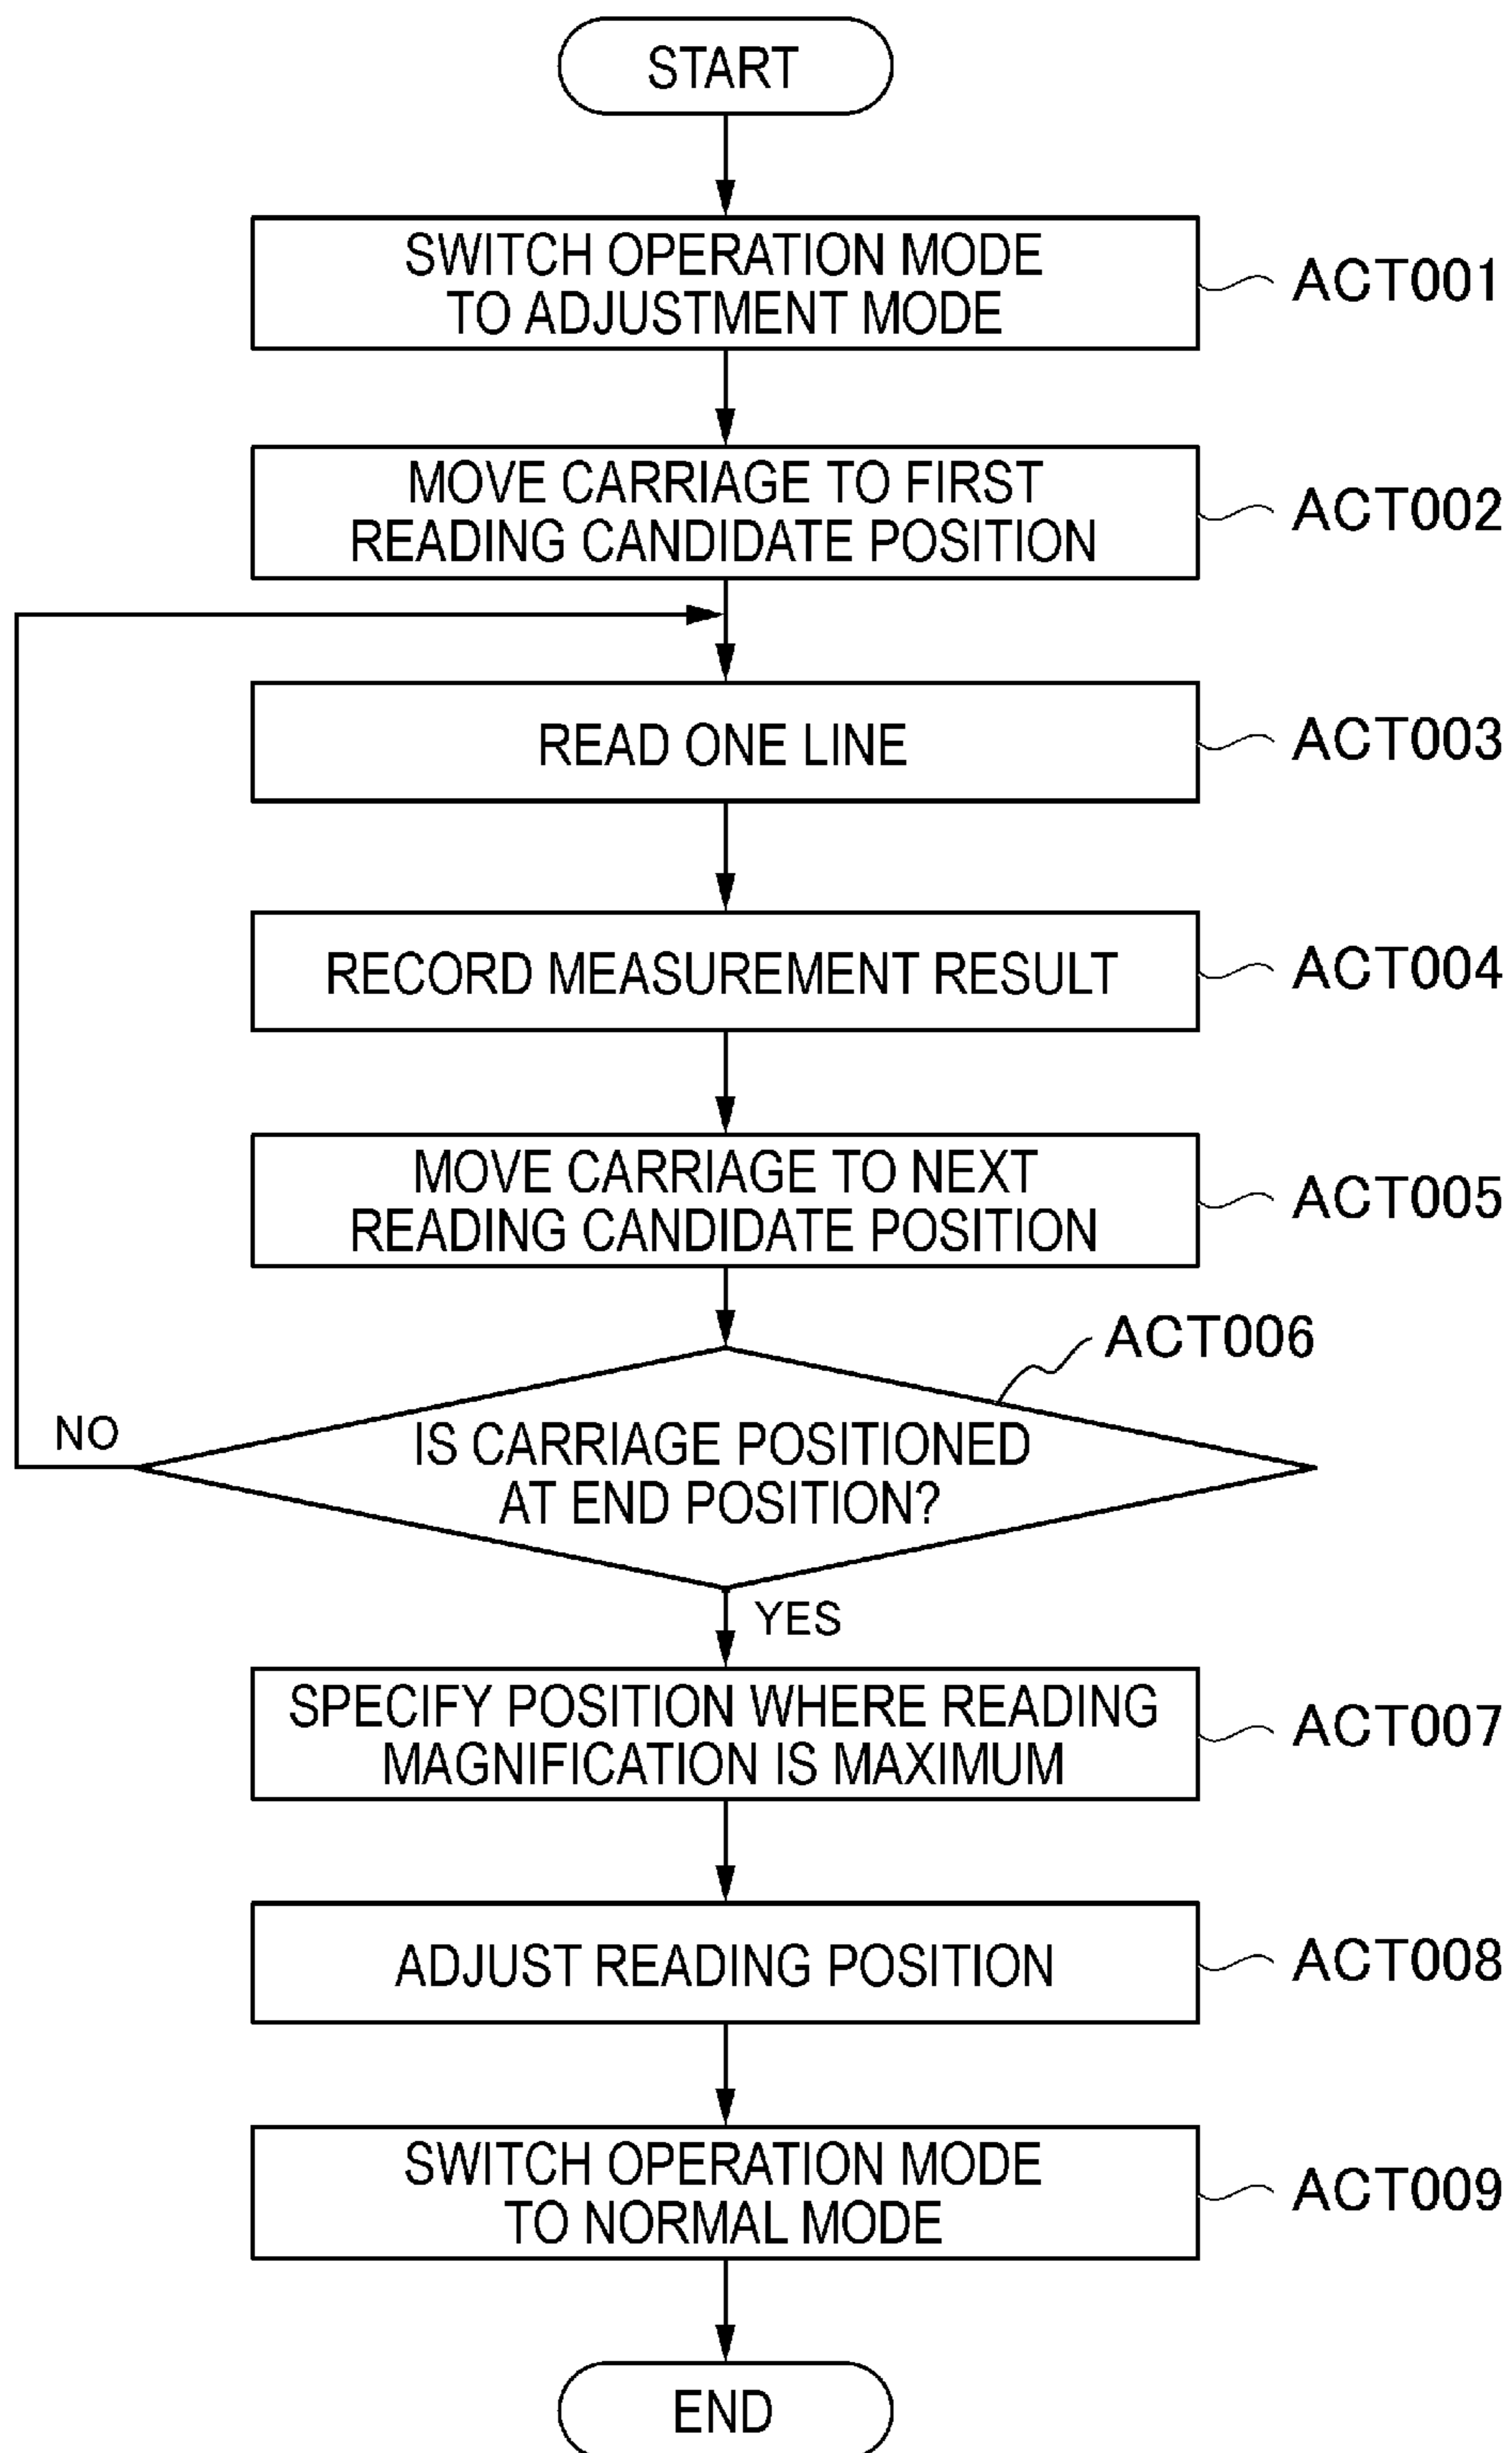 START
SWITCH OPERATION MODE
TO ADJUSTMENT MODE
ACT001
MOVE CARRIAGE TO FIRST
READING CANDIDATE POSITION
ACT002
READ ONE LINE
ACT003
RECORD MEASUREMENT RESULT
ACT004
MOVE CARRIAGE TO NEXT
READING CANDIDATE POSITION
ACT005
ACT006
NO
IS CARRIAGE POSITIONED
AT END POSITION?
YES
SPECIFY POSITION WHERE READING
MAGNIFICATION IS MAXIMUM
ACT007
ADJUST READING POSITION
ACT008
SWITCH OPERATION MODE
TO NORMAL MODE
ACT009
END